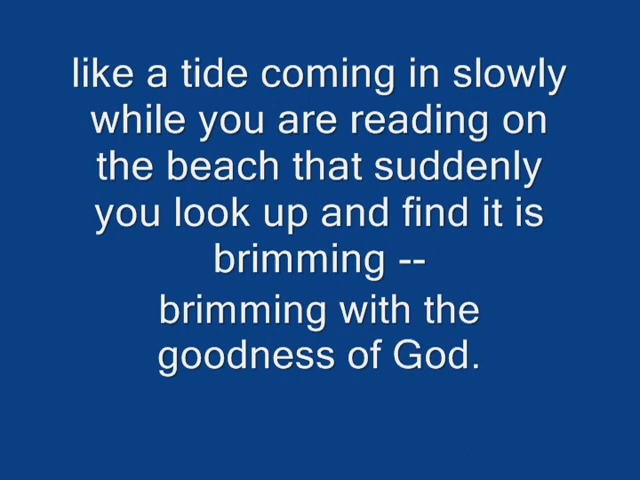 like a tide coming in slowly
while you are reading on
the beach that suddenly
you look up and find it is
brimming --
brimming with the
goodness of God.